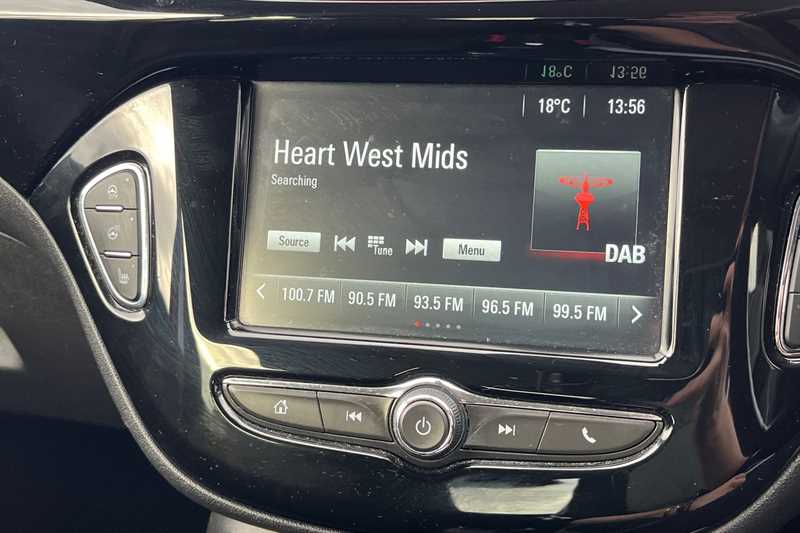 18°C 13:56
Heart West Mids
Searching
DAB
Source Tune Menu
100.7 FM 90.5 FM 93.5 FM 96.5 FM 99.5 FM